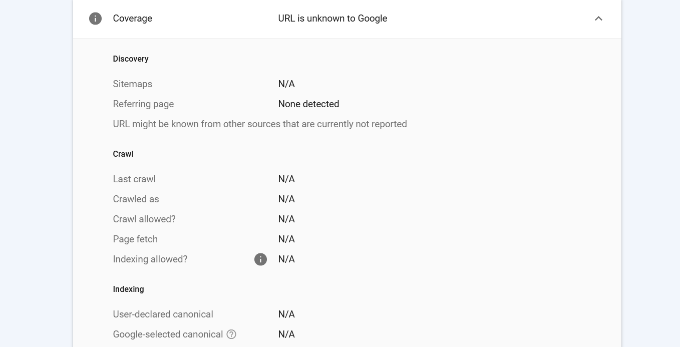 Coverage URL is unknown to Google
Discovery
Sitemaps N/A
Referring page None detected
URL might be known from other sources that are currently not reported
Crawl
Last crawl N/A
Crawled as N/A
Crawl allowed? N/A
Page fetch N/A
Indexing allowed? N/A
Indexing
User-declared canonical N/A
Google-selected canonical N/A